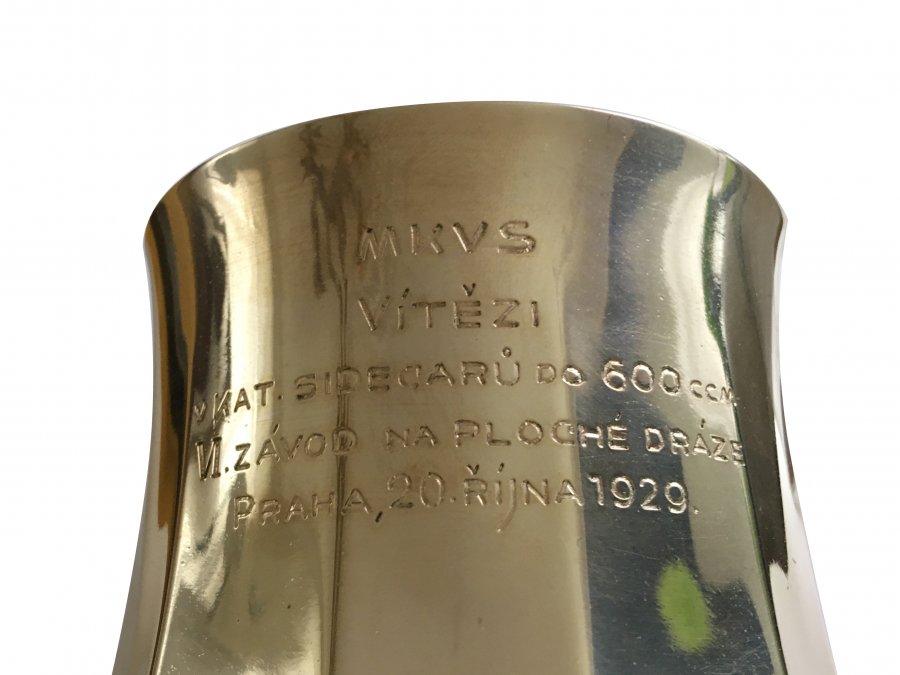 MKVS
VÍTĚZI
V KAT. SIDECARŮ DO 600 CCM.
VI. ZÁVOD NA PLOCHÉ DRÁZE
PRAHA, 20. ŘÍJNA 1929.